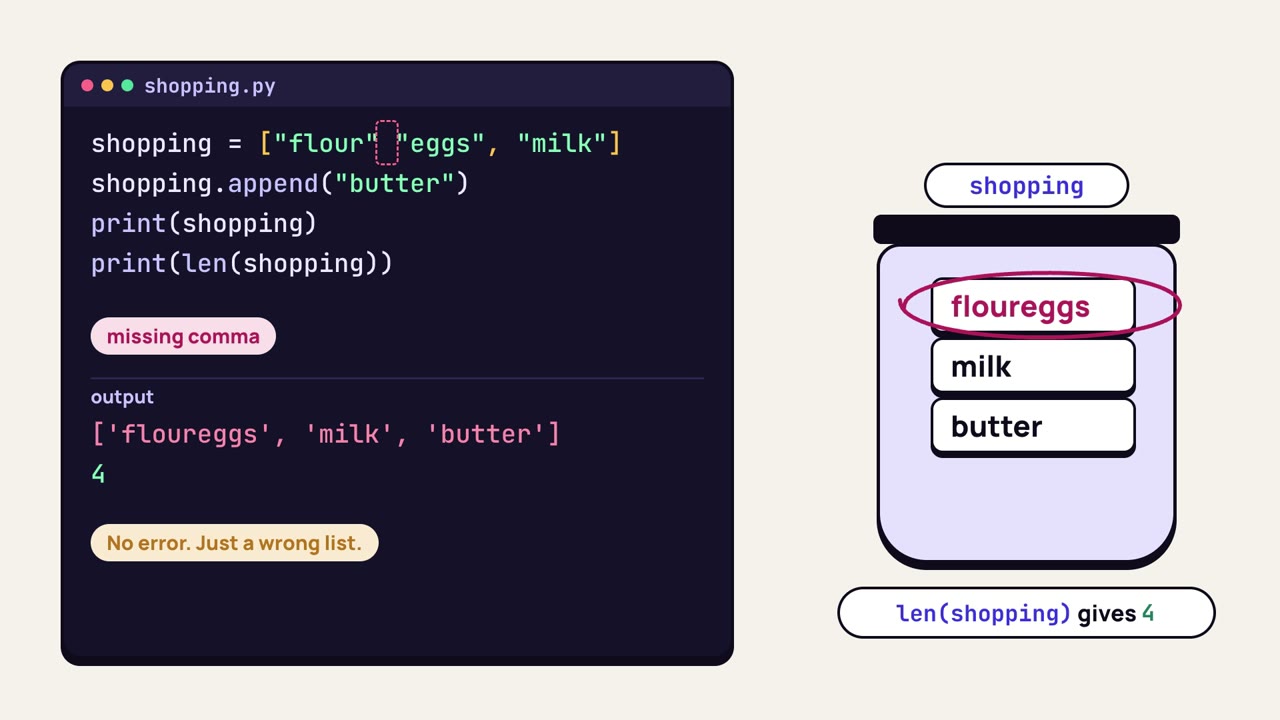 shopping.py
shopping = ["flour" "eggs", "milk"]
shopping.append("butter")
print(shopping)
print(len(shopping))
missing comma
output
['floureggs', 'milk', 'butter']
4
No error. Just a wrong list.
shopping
floureggs
milk
butter
len(shopping) gives 4